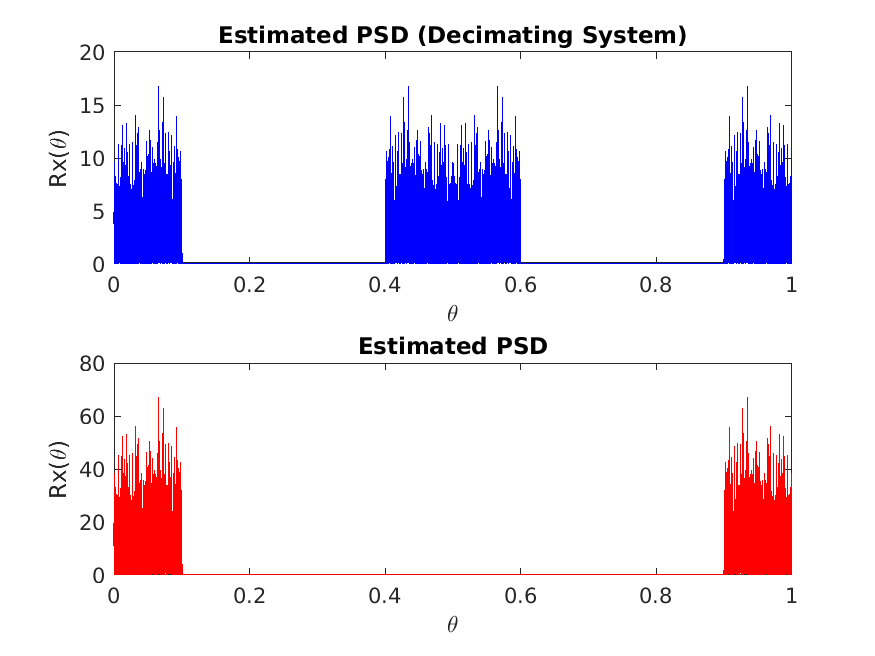 Estimated PSD (Decimating System)
20
15
10
5
0
Rx(θ)
0 0.2 0.4 0.6 0.8 1
θ
Estimated PSD
80
60
40
20
0
Rx(θ)
0 0.2 0.4 0.6 0.8 1
θ